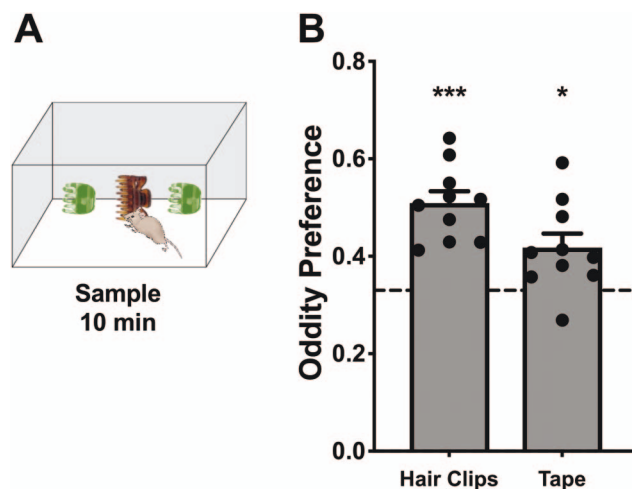 A
Sample
10 min
B
Oddity Preference
0.8
0.6
0.4
0.2
0.0
***
*
Hair Clips
Tape